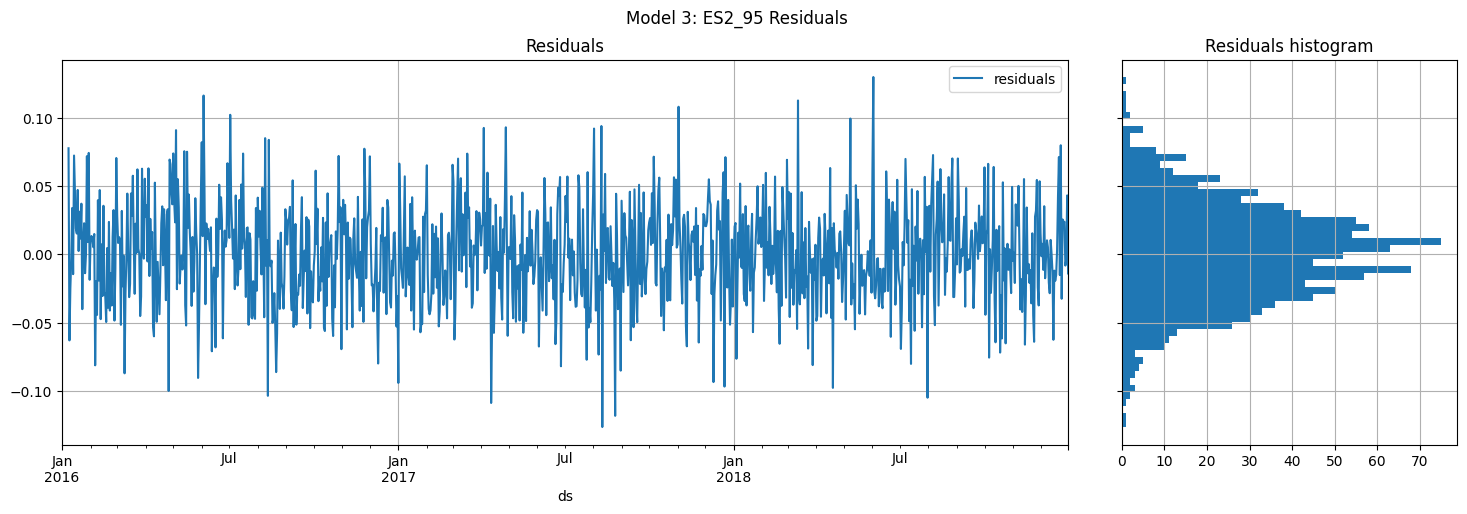 Model 3: ES2_95 Residuals
Residuals
Residuals histogram
residuals
0.10
0.05
0.00
−0.05
−0.10
Jan
2016
Jul
Jan
2017
Jul
Jan
2018
Jul
ds
0 10 20 30 40 50 60 70